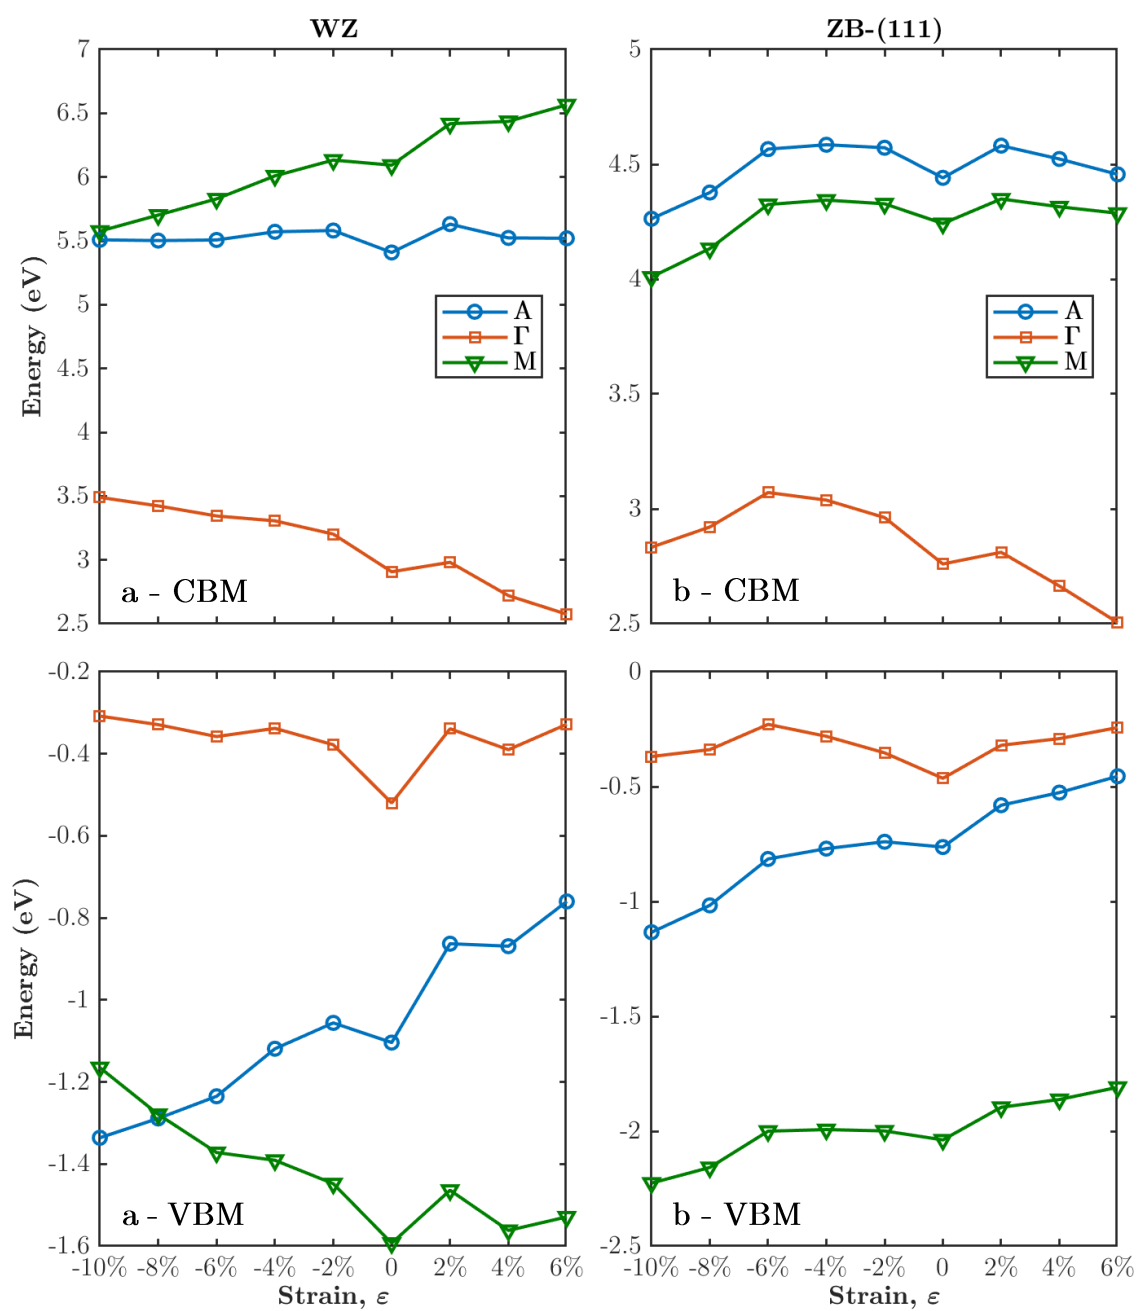 WZ
ZB-(111)
7
6.5
6
5.5
5
4.5
4
3.5
3
2.5
Energy (eV)
A
Γ
M
a - CBM
5
4.5
4
3.5
3
2.5
Energy (eV)
A
Γ
M
b - CBM
-0.2
-0.4
-0.6
-0.8
-1
-1.2
-1.4
-1.6
Energy (eV)
a - VBM
-10% -8% -6% -4% -2% 0 2% 4% 6%
Strain, ε
0
-0.5
-1
-1.5
-2
-2.5
b - VBM
-10% -8% -6% -4% -2% 0 2% 4% 6%
Strain, ε